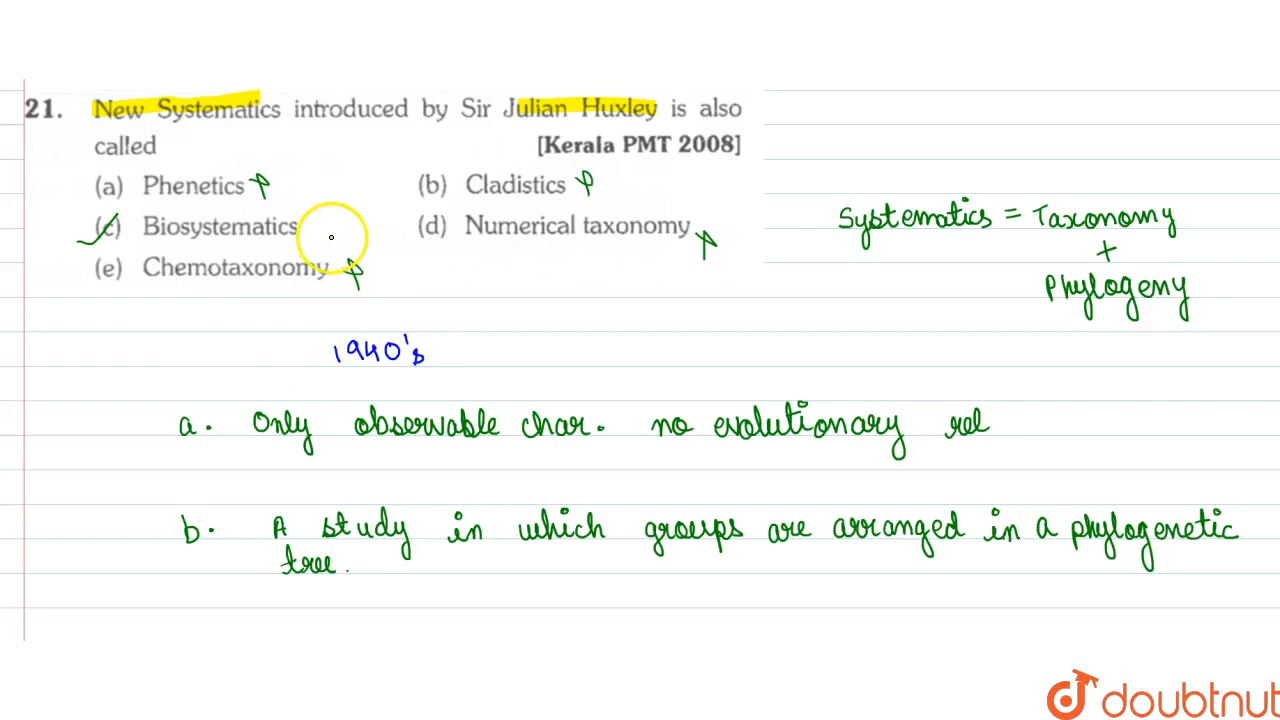 21. New Systematics introduced by Sir Julian Huxley is also
called [Kerala PMT 2008]
(a) Phenetics (b) Cladistics
(c) Biosystematics (d) Numerical taxonomy
(e) Chemotaxonomy
Systematics = Taxonomy
+
Phylogeny
1940's
a. Only observable char. no evolutionary rel
b. A study in which groups are arranged in a phylogenetic
tree.
doubtnut